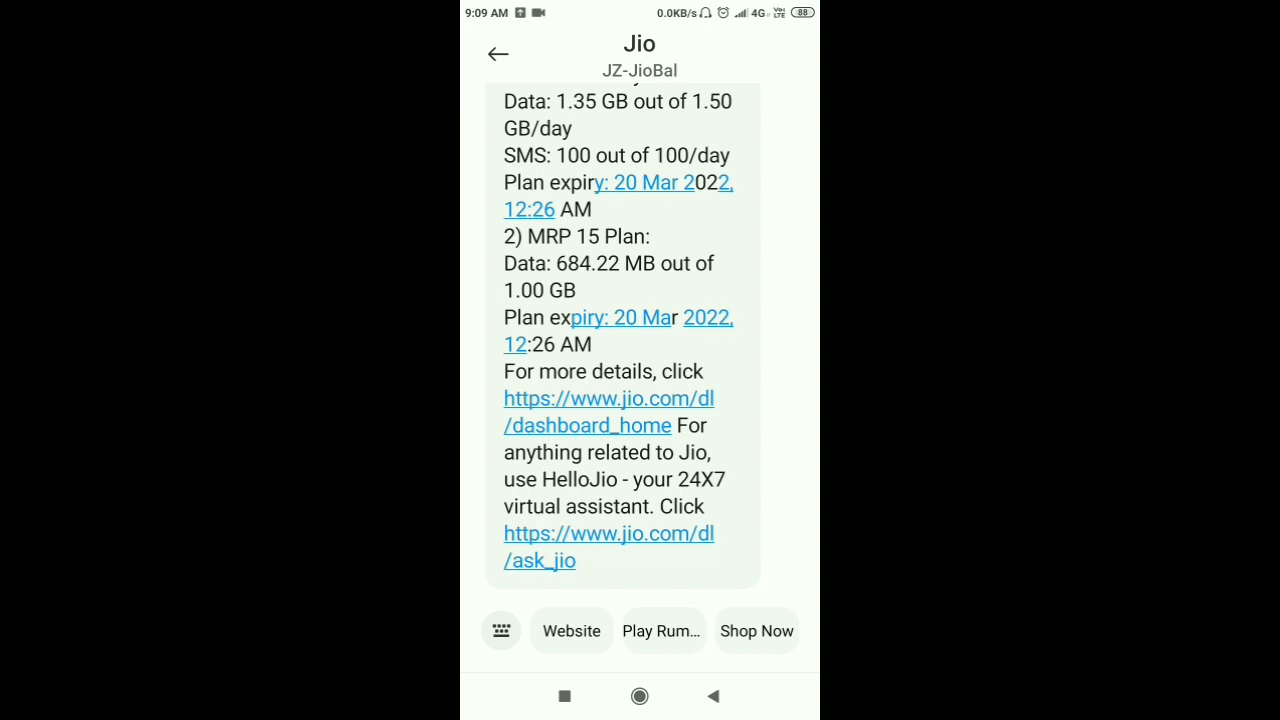 9:09 AM 0.0KB/s 4G Vo LTE 88
Jio
JZ-JioBal
Data: 1.35 GB out of 1.50
GB/day
SMS: 100 out of 100/day
Plan expiry: 20 Mar 2022,
12:26 AM
2) MRP 15 Plan:
Data: 684.22 MB out of
1.00 GB
Plan expiry: 20 Mar 2022,
12:26 AM
For more details, click
https://www.jio.com/dl
/dashboard_home For
anything related to Jio,
use HelloJio - your 24X7
virtual assistant. Click
https://www.jio.com/dl
/ask_jio
Website Play Rum... Shop Now